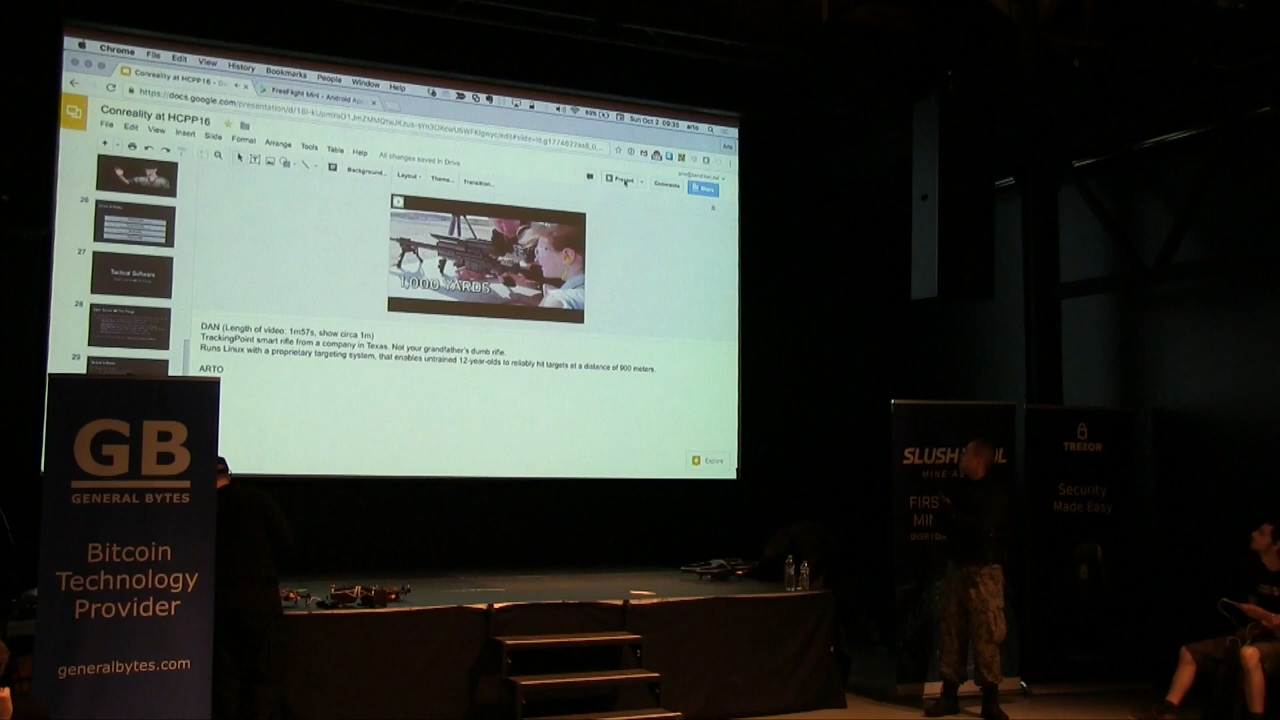 Chrome File Edit View History Bookmarks People Window Help
Sun Oct 2 09:35 arto
Conreality at HCPP16 - 
FreeFlight Mini - Android Ap
Arto
Conreality at HCPP16
File Edit View Insert Slide Format Arrange Tools Table Help All changes saved in Drive
Background... Layout Theme... Transition...
Present Comments Share
26
27
Tactical Software
28
29
1,000 YARDS
DAN (Length of video: 1m57s, show circa 1m)
TrackingPoint smart rifle from a company in Texas. Not your grandfather's dumb rifle.
Runs Linux with a proprietary targeting system, that enables untrained 12-year-olds to reliably hit targets at a distance of 900 meters.
ARTO
Explore
GB
GENERAL BYTES
Bitcoin
Technology
Provider
generalbytes.com
SLUSH
FIRS
TREZOR
Security
Made Easy